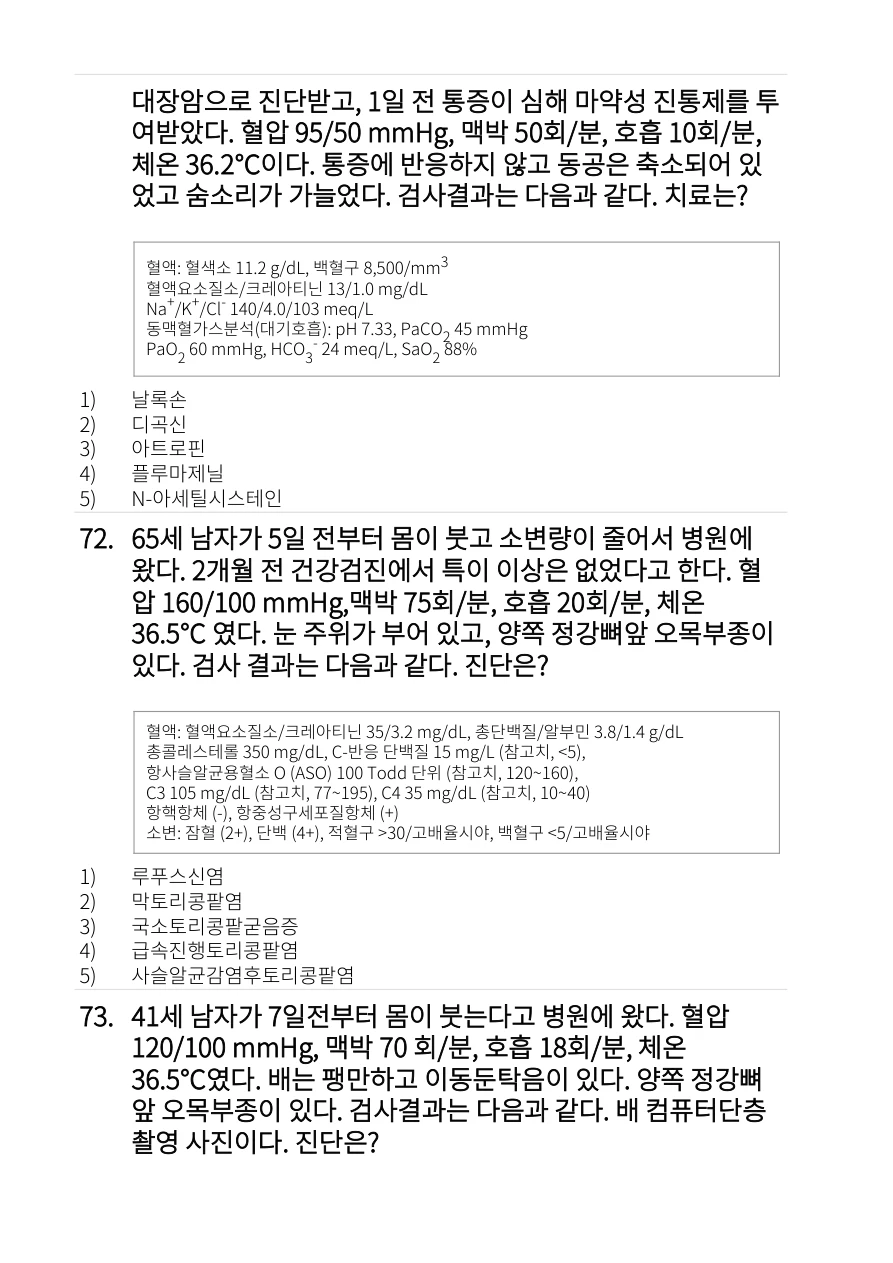 대장암으로 진단받고, 1일 전 통증이 심해 마약성 진통제를 투
여받았다. 혈압 95/50 mmHg, 맥박 50회/분, 호흡 10회/분,
체온 36.2°C이다. 통증에 반응하지 않고 동공은 축소되어 있
었고 숨소리가 가늘었다. 검사결과는 다음과 같다. 치료는?
혈액: 혈색소 11.2 g/dL, 백혈구 8,500/mm³
혈액요소질소/크레아티닌 13/1.0 mg/dL
Na⁺/K⁺/Cl⁻ 140/4.0/103 meq/L
동맥혈가스분석(대기호흡): pH 7.33, PaCO₂ 45 mmHg
PaO₂ 60 mmHg, HCO₃⁻ 24 meq/L, SaO₂ 88%
1) 날록손
2) 디곡신
3) 아트로핀
4) 플루마제닐
5) N-아세틸시스테인
72. 65세 남자가 5일 전부터 몸이 붓고 소변량이 줄어서 병원에
왔다. 2개월 전 건강검진에서 특이 이상은 없었다고 한다. 혈
압 160/100 mmHg,맥박 75회/분, 호흡 20회/분, 체온
36.5°C 였다. 눈 주위가 부어 있고, 양쪽 정강뼈앞 오목부종이
있다. 검사 결과는 다음과 같다. 진단은?
혈액: 혈액요소질소/크레아티닌 35/3.2 mg/dL, 총단백질/알부민 3.8/1.4 g/dL
총콜레스테롤 350 mg/dL, C-반응 단백질 15 mg/L (참고치, <5),
항사슬알균용혈소 O (ASO) 100 Todd 단위 (참고치, 120~160),
C3 105 mg/dL (참고치, 77~195), C4 35 mg/dL (참고치, 10~40)
항핵항체 (-), 항중성구세포질항체 (+)
소변: 잠혈 (2+), 단백 (4+), 적혈구 >30/고배율시야, 백혈구 <5/고배율시야
1) 루푸스신염
2) 막토리콩팥염
3) 국소토리콩팥굳음증
4) 급속진행토리콩팥염
5) 사슬알균감염후토리콩팥염
73. 41세 남자가 7일전부터 몸이 붓는다고 병원에 왔다. 혈압
120/100 mmHg, 맥박 70 회/분, 호흡 18회/분, 체온
36.5°C였다. 배는 팽만하고 이동둔탁음이 있다. 양쪽 정강뼈
앞 오목부종이 있다. 검사결과는 다음과 같다. 배 컴퓨터단층
촬영 사진이다. 진단은?